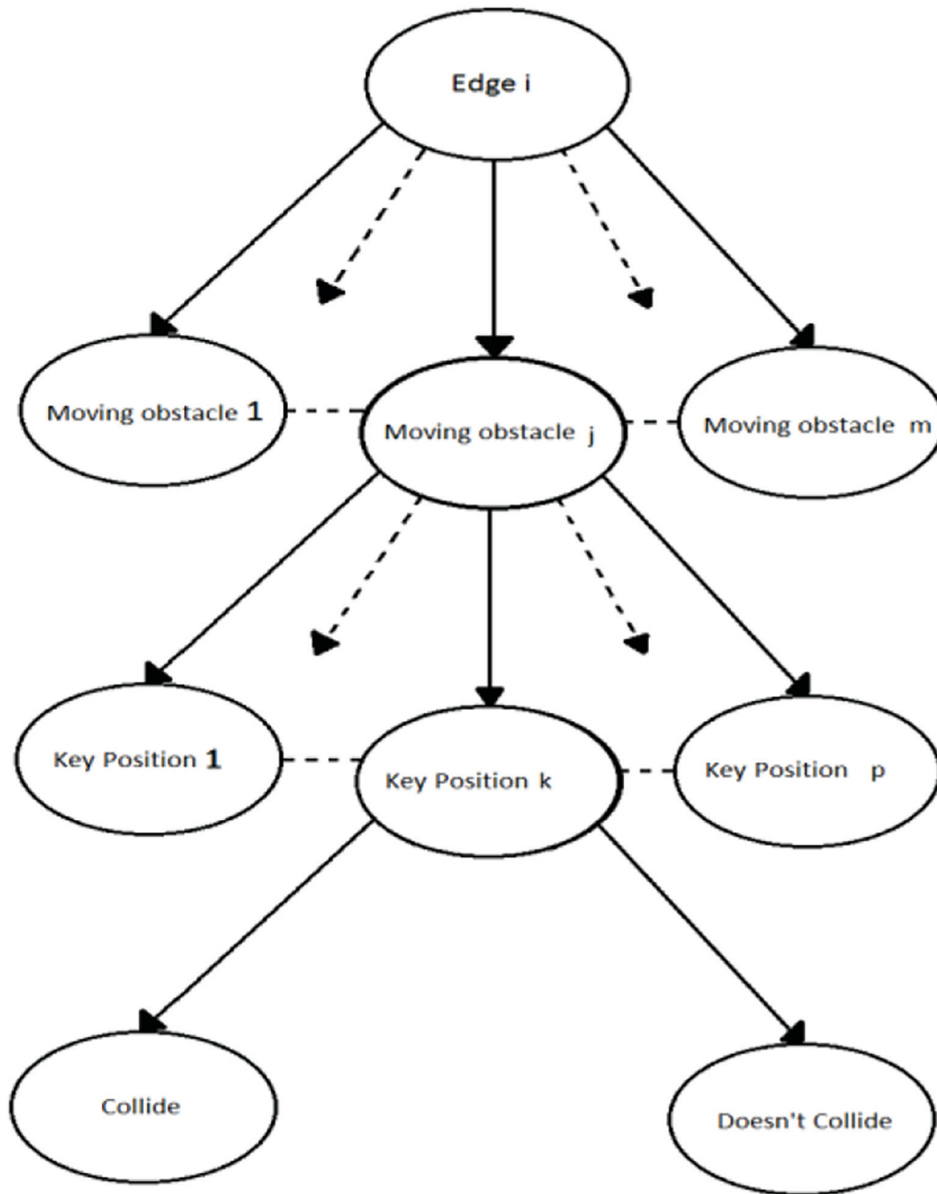 Edge i
Moving obstacle 1
Moving obstacle j
Moving obstacle m
Key Position 1
Key Position k
Key Position p
Collide
Doesn't Collide